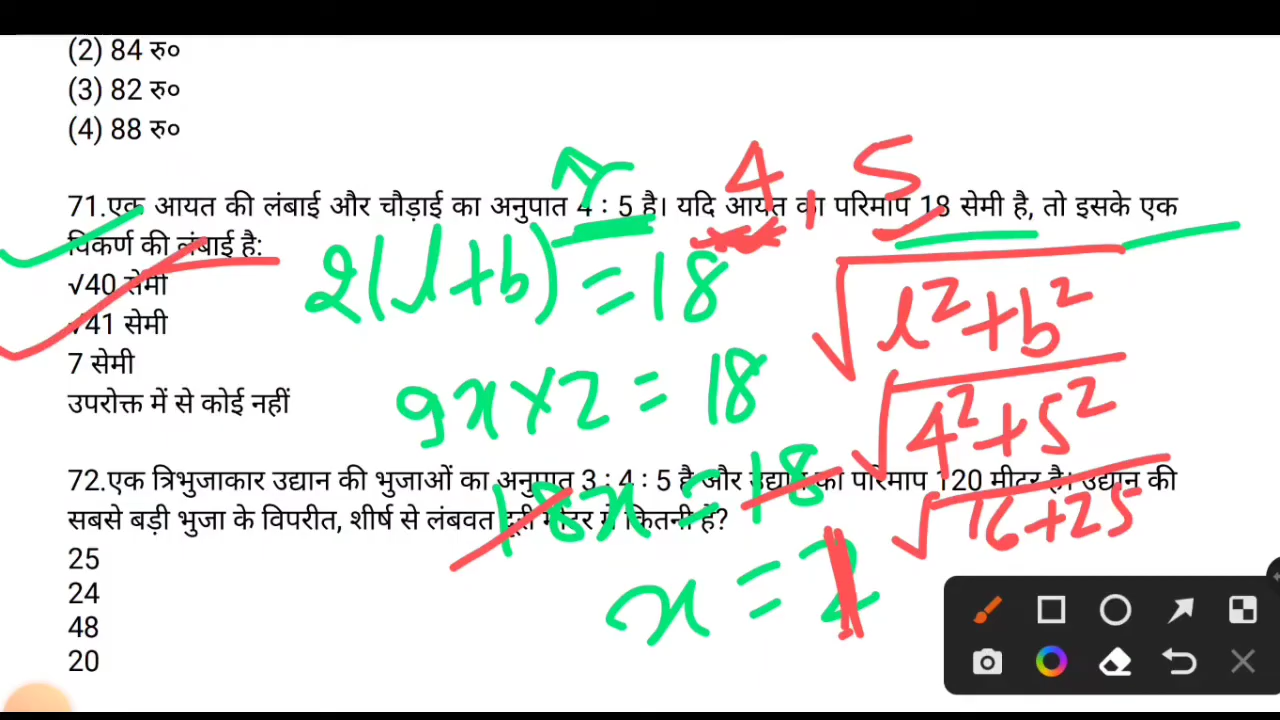 (2) 84 रु०
(3) 82 रु०
(4) 88 रु०
4, 5
71.एक आयत की लंबाई और चौड़ाई का अनुपात 4 : 5 है। यदि आयत का परिमाप 18 सेमी है, तो इसके एक
विकर्ण की लंबाई है:
2(l+b) = 18
√40 सेमी
√l²+b²
√41 सेमी
7 सेमी
9x×2 = 18
उपरोक्त में से कोई नहीं
√4²+5²
72.एक त्रिभुजाकार उद्यान की भुजाओं का अनुपात 3 : 4 : 5 है और उद्यान का परिमाप 120 मीटर है। उद्यान की
18x = 18
√16+25
सबसे बड़ी भुजा के विपरीत, शीर्ष से लंबवत दूरी मीटर में कितनी है?
25
24
x = 1
48
20